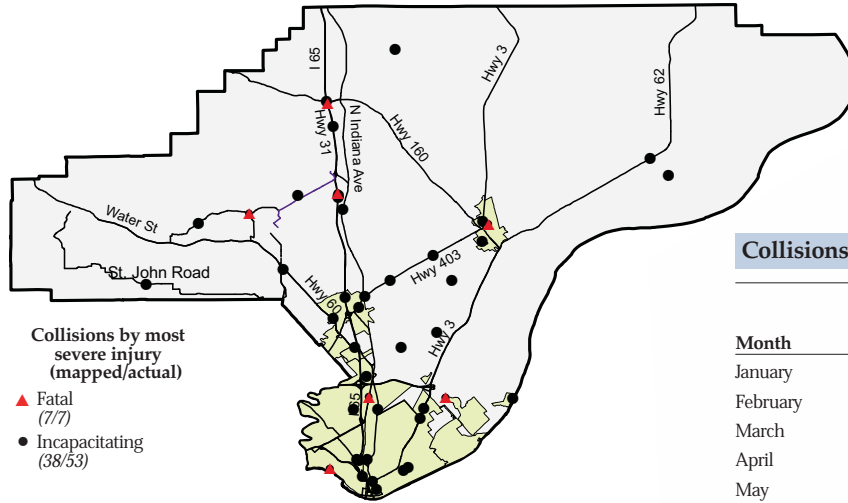 I 65
Hwy 3
Hwy 62
N Indiana Ave
Hwy 31
Hwy 160
Water St
St. John Road
Hwy 403
Hwy 60
Hwy 3
65
Collisions by most
severe injury
(mapped/actual)
Fatal
(7/7)
Incapacitating
(38/53)
Collisions
Month
January
February
March
April
May